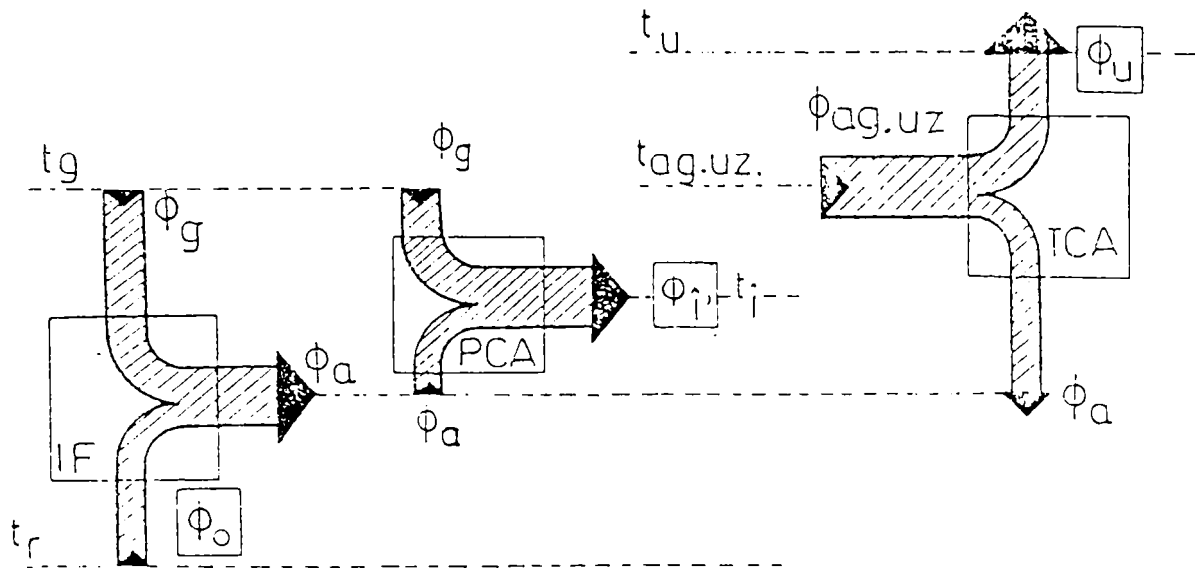 t_u
ϕ_u
ϕ_ag.uz
t_g
ϕ_g
ϕ_g
t_ag.uz.
TCA
ϕ_i, t_i
PCA
ϕ_a
ϕ_a
ϕ_a
IF
ϕ_o
t_r